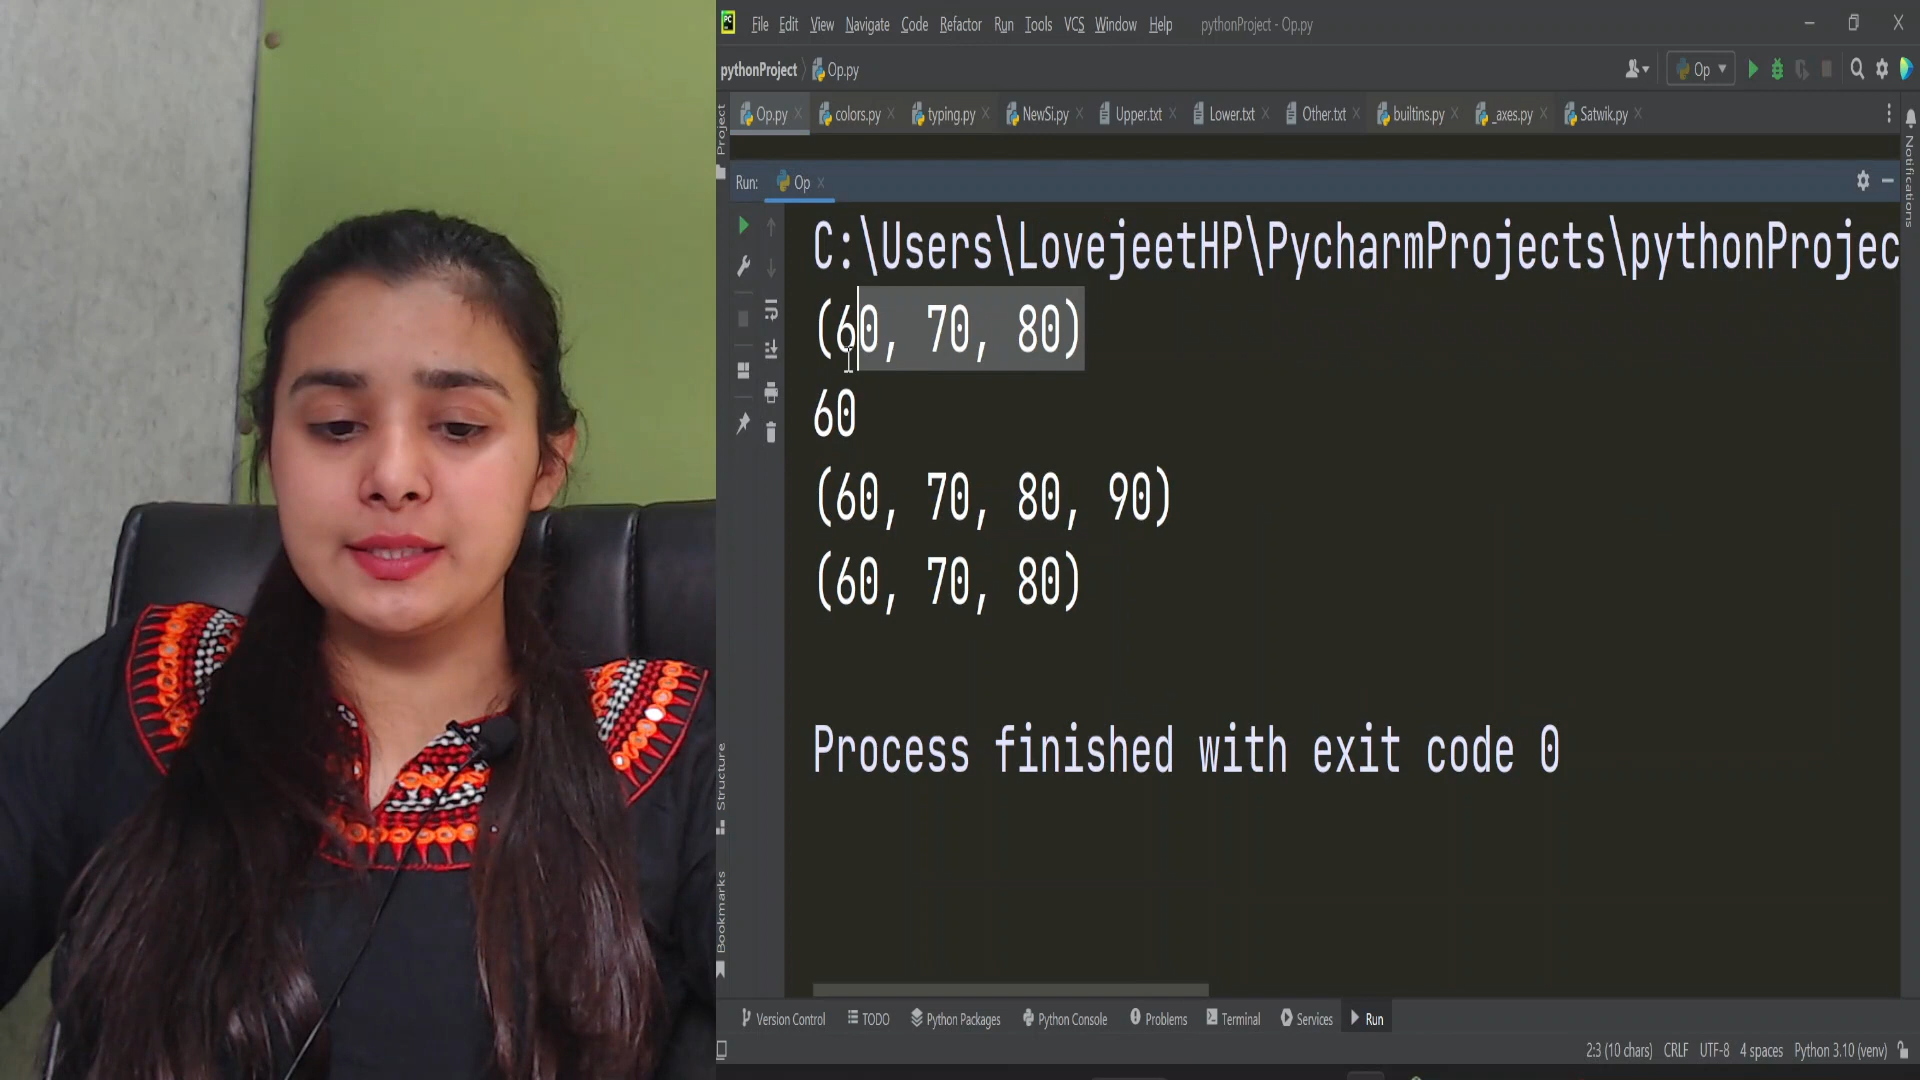 File Edit View Navigate Code Refactor Run Tools VCS Window Help pythonProject - Op.py
pythonProject Op.py Op
Op.py colors.py typing.py NewSi.py Upper.txt Lower.txt Other.txt builtins.py _axes.py Satwik.py
Project
Notifications
Run: Op
C:\Users\LovejeetHP\PycharmProjects\pythonProjec
(60, 70, 80)
60
(60, 70, 80, 90)
(60, 70, 80)
Process finished with exit code 0
Structure
Bookmarks
Version Control TODO Python Packages Python Console Problems Terminal Services Run
2:3 (10 chars) CRLF UTF-8 4 spaces Python 3.10 (venv)